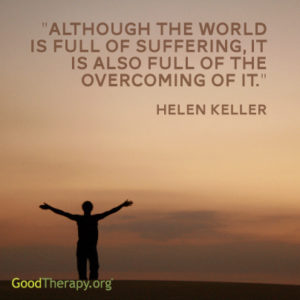 "ALTHOUGH THE WORLD
IS FULL OF SUFFERING, IT
IS ALSO FULL OF THE
OVERCOMING OF IT."
HELEN KELLER
GoodTherapy.org